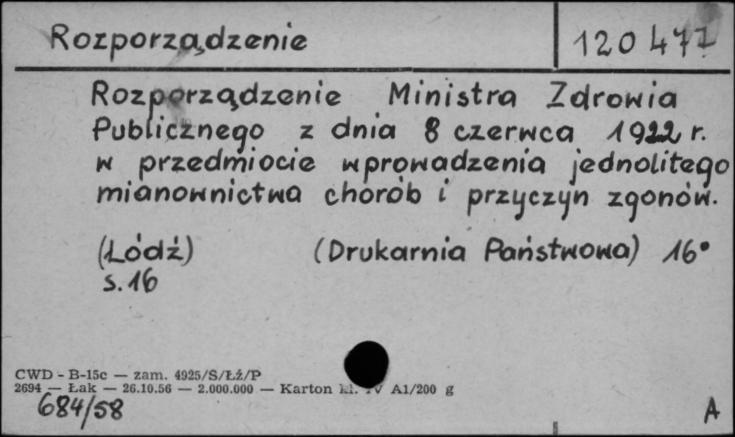 Rozporządzenie
120 477
Rozporządzenie Ministra Zdrowia
Publicznego z dnia 8 czerwca 1922 r.
w przedmiocie wprowadzenia jednolitego
mianownictwa chorób i przyczyn zgonów.
(Łódź) (Drukarnia Państwowa) 16°
s. 16
CWD - B-15c — zam. 4925/S/Łź/P
2694 — Łak — 26.10.56 — 2.000.000 — Karton kl. IV A1/200 g
684/58
A